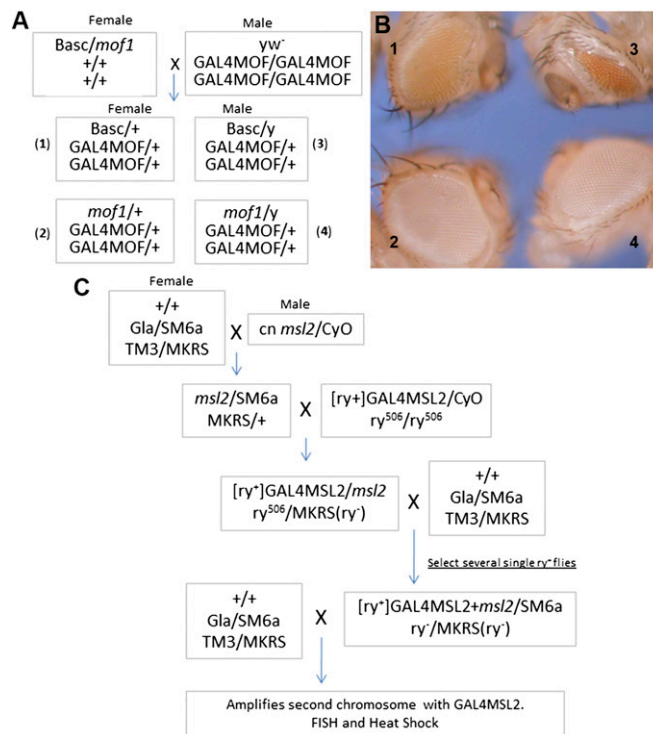 A
Female
Male
Basc/mof1
+/+
+/+
X
yw-
GAL4MOF/GAL4MOF
GAL4MOF/GAL4MOF
Female
Male
(1)
Basc/+
GAL4MOF/+
GAL4MOF/+
Basc/y
GAL4MOF/+
GAL4MOF/+
(3)
(2)
mof1/+
GAL4MOF/+
GAL4MOF/+
mof1/y
GAL4MOF/+
GAL4MOF/+
(4)
B
1
3
2
4
C
Female
+/+
Gla/SM6a
TM3/MKRS
X
Male
cn msl2/CyO
msl2/SM6a
MKRS/+
X
[ry+]GAL4MSL2/CyO
ry506/ry506
[ry+]GAL4MSL2/msl2
ry506/MKRS(ry-)
X
+/+
Gla/SM6a
TM3/MKRS
Select several single ry+ flies
+/+
Gla/SM6a
TM3/MKRS
X
[ry+]GAL4MSL2+msl2/SM6a
ry-/MKRS(ry-)
Amplifies second chromosome with GAL4MSL2.
FISH and Heat Shock